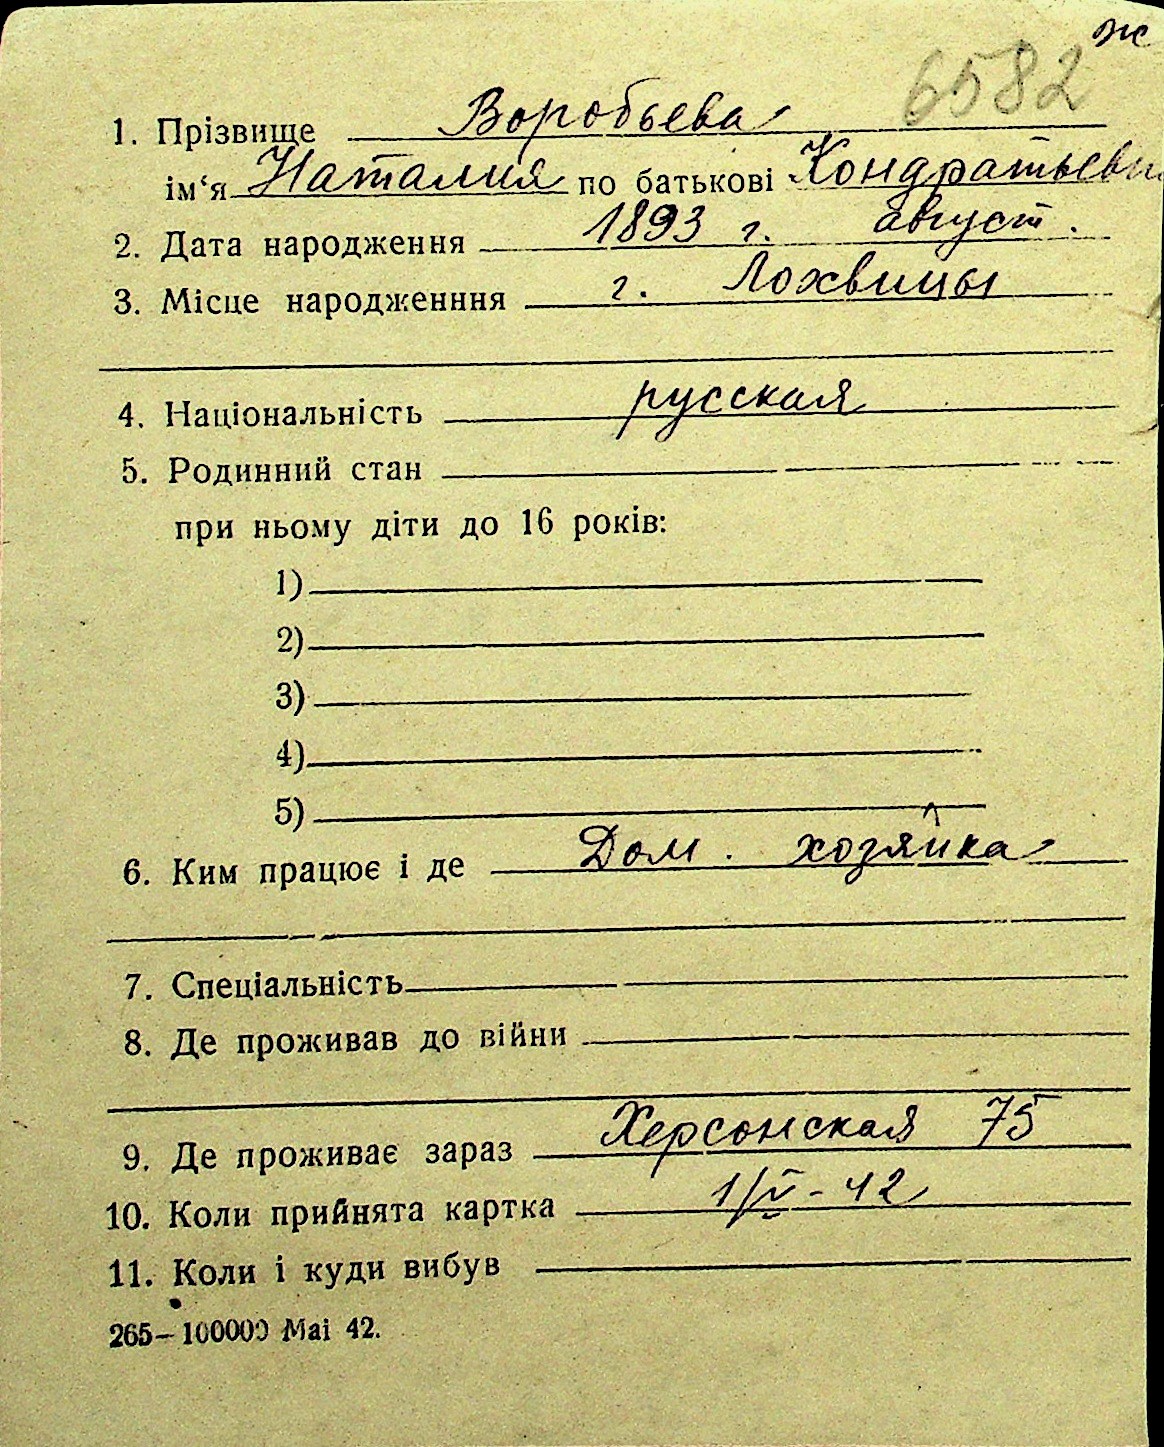 ж
6582
1. Прізвище Воробьева
ім‘я Наталия по батькові Кондратьевн
2. Дата народження 1893 г. август.
3. Місце народженння г. Лохвицы
4. Національність русская
5. Родинний стан
при ньому діти до 16 років:
1)
2)
3)
4)
5)
6. Ким працює і де Дом. хозяйка
7. Спеціальність
8. Де проживав до війни
9. Де проживає зараз Херсонская 75
10. Коли прийнята картка 1/V-42
11. Коли і куди вибув
265—100000 Mai 42.